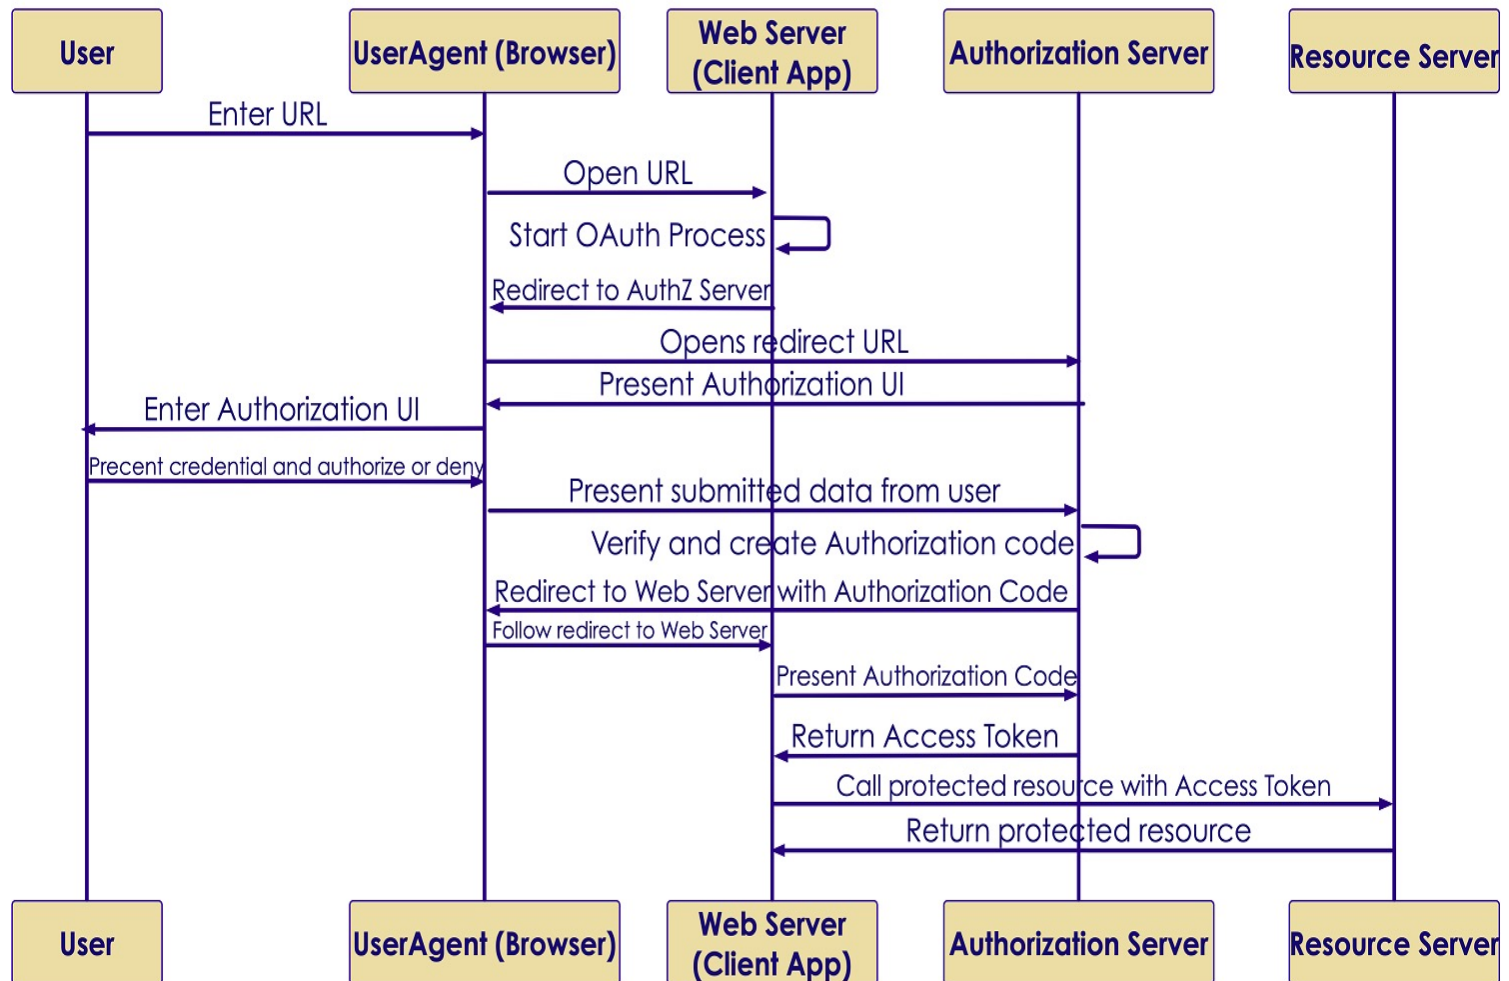 User
UserAgent (Browser)
Web Server
(Client App)
Authorization Server
Resource Server
Enter URL
Open URL
Start OAuth Process
Redirect to AuthZ Server
Opens redirect URL
Present Authorization UI
Enter Authorization UI
Precent credential and authorize or deny
Present submitted data from user
Verify and create Authorization code
Redirect to Web Server with Authorization Code
Follow redirect to Web Server
Present Authorization Code
Return Access Token
Call protected resource with Access Token
Return protected resource
User
UserAgent (Browser)
Web Server
(Client App)
Authorization Server
Resource Server